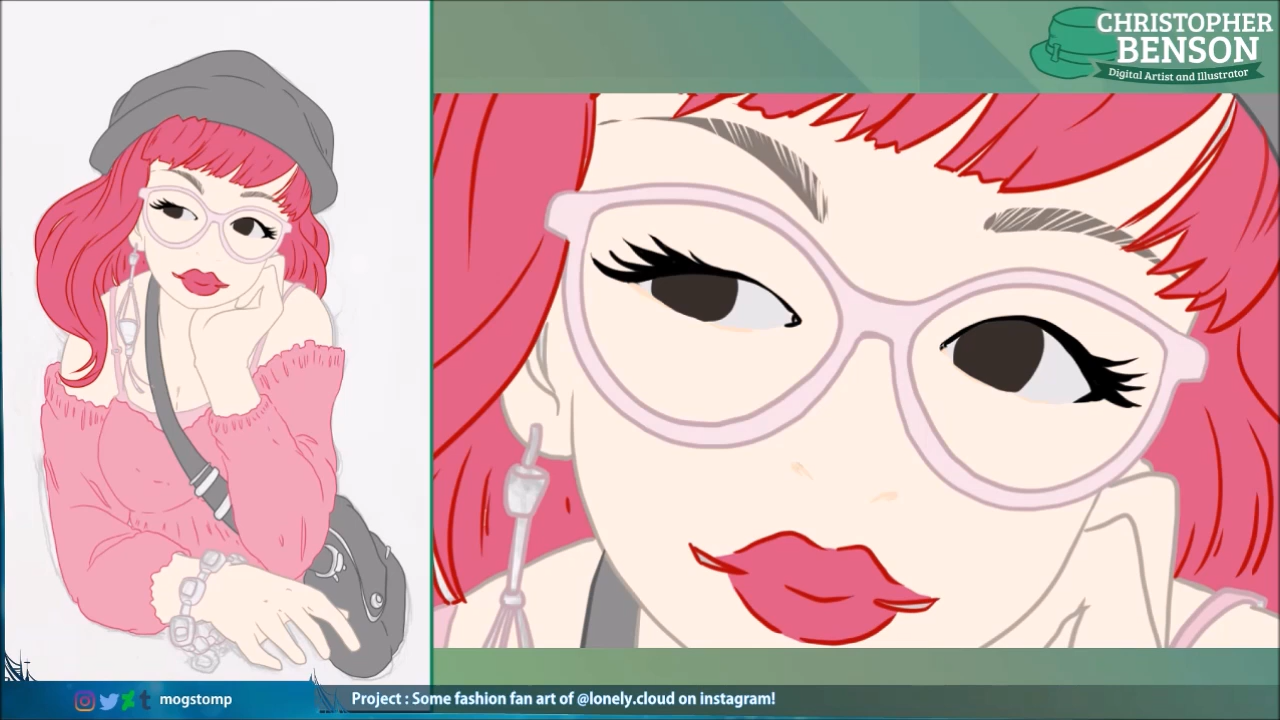 CHRISTOPHER
BENSON
Digital Artist and Illustrator
mogstomp
Project : Some fashion fan art of @lonely.cloud on instagram!